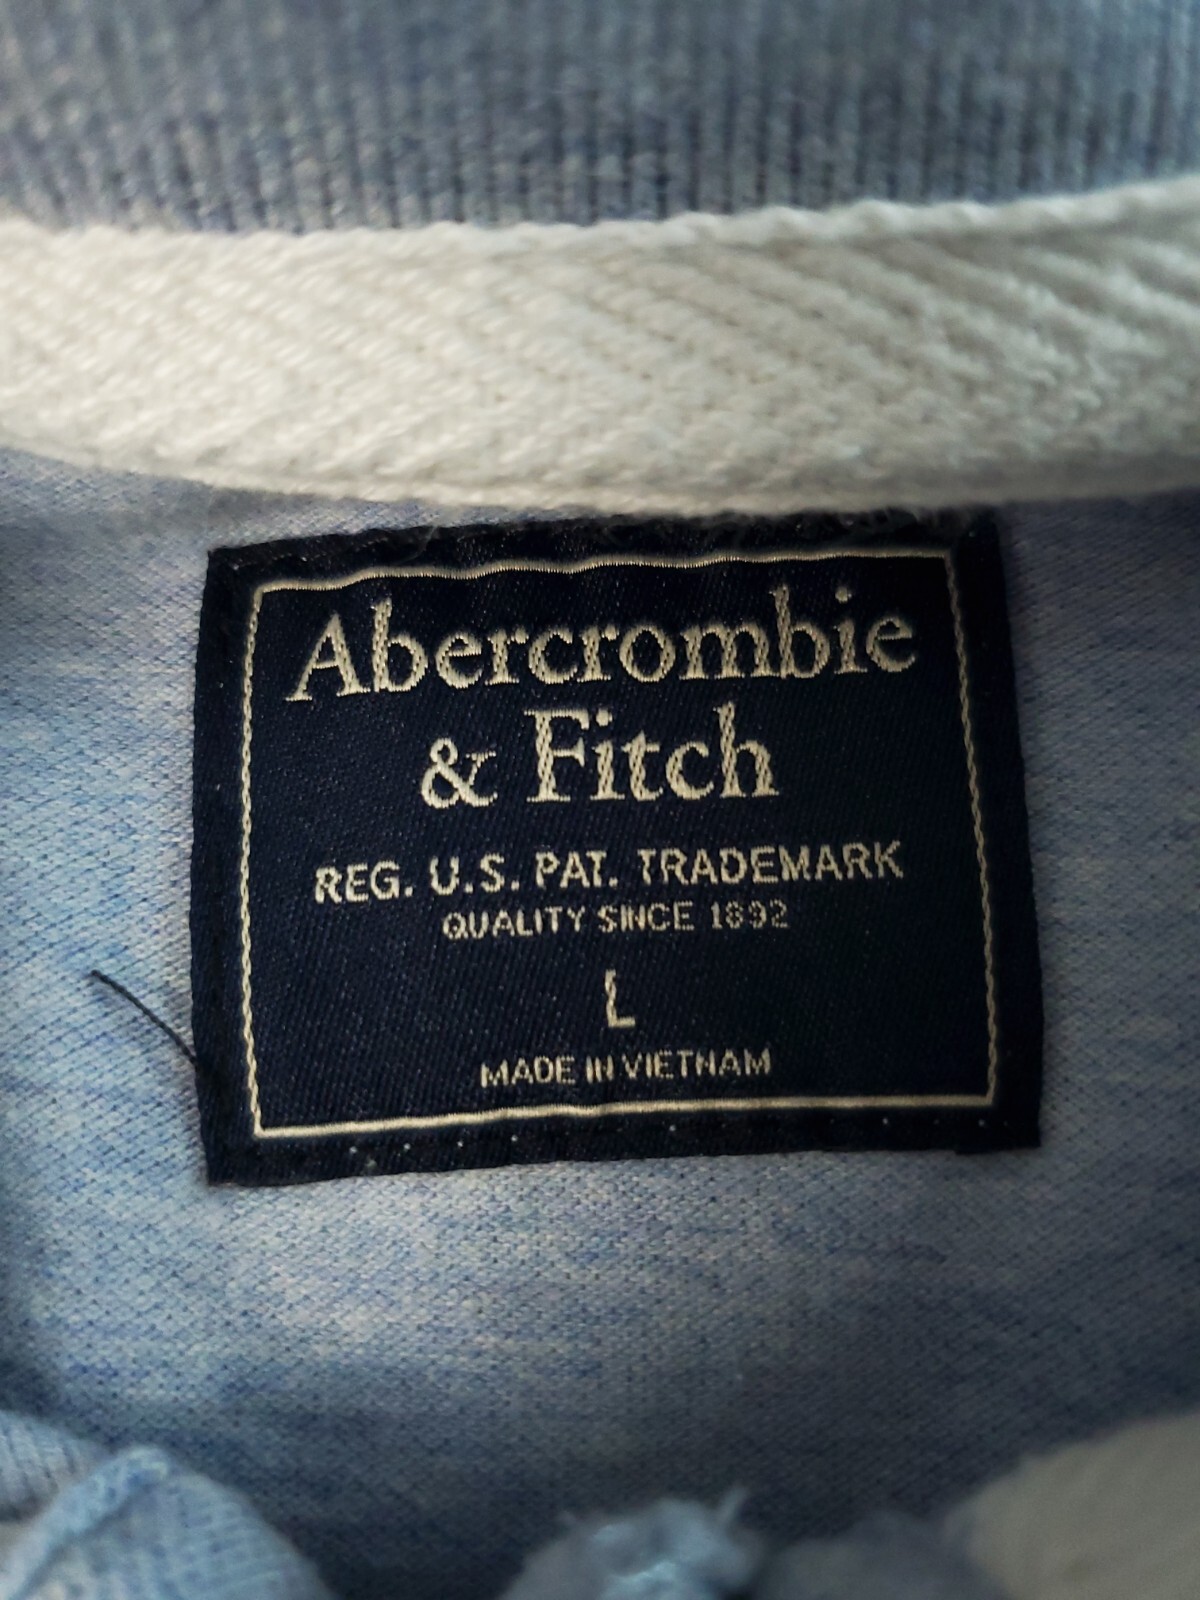 Abercrombie
& Fitch
REG. U.S. PAT. TRADEMARK
QUALITY SINCE 1892
L
MADE IN VIETNAM